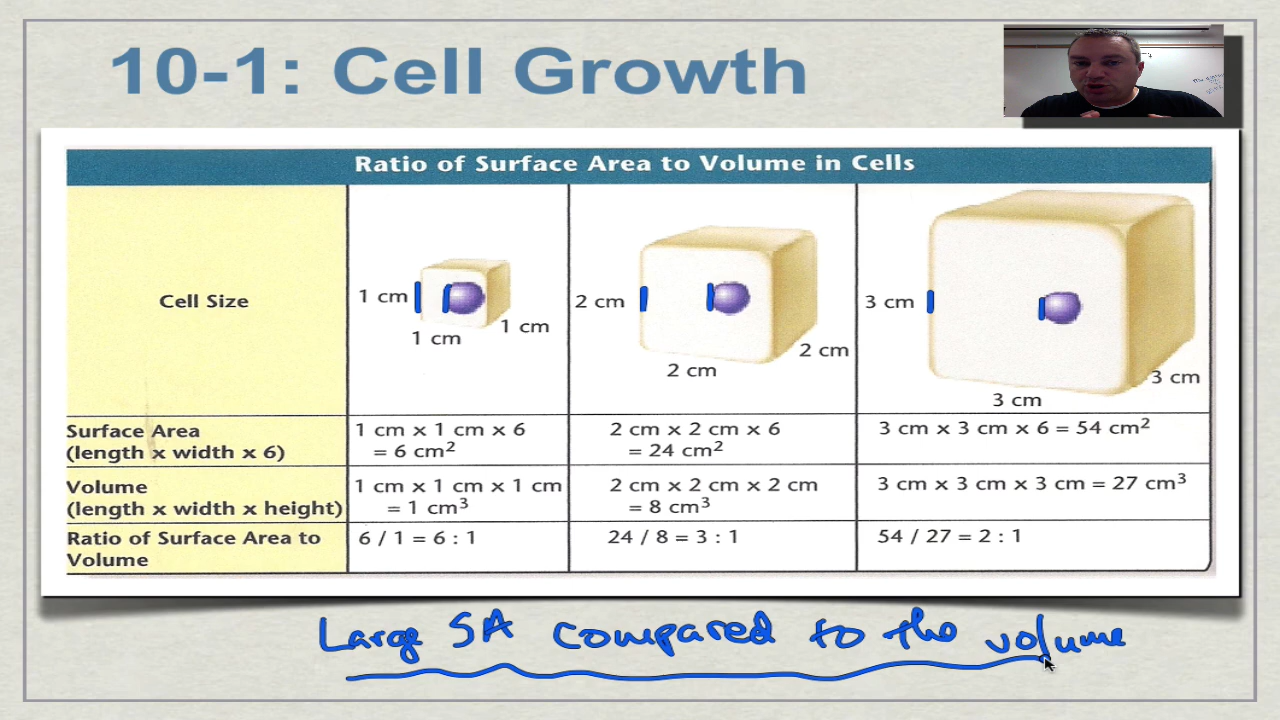 10-1: Cell Growth
Ratio of Surface Area to Volume in Cells
Cell Size
1 cm
1 cm
1 cm
2 cm
2 cm
2 cm
3 cm
3 cm
3 cm
Surface Area
(length x width x 6)
1 cm x 1 cm x 6
= 6 cm²
2 cm x 2 cm x 6
= 24 cm²
3 cm x 3 cm x 6 = 54 cm²
Volume
(length x width x height)
1 cm x 1 cm x 1 cm
= 1 cm³
2 cm x 2 cm x 2 cm
= 8 cm³
3 cm x 3 cm x 3 cm = 27 cm³
Ratio of Surface Area to
Volume
6 / 1 = 6 : 1
24 / 8 = 3 : 1
54 / 27 = 2 : 1
Large SA compared to the volume